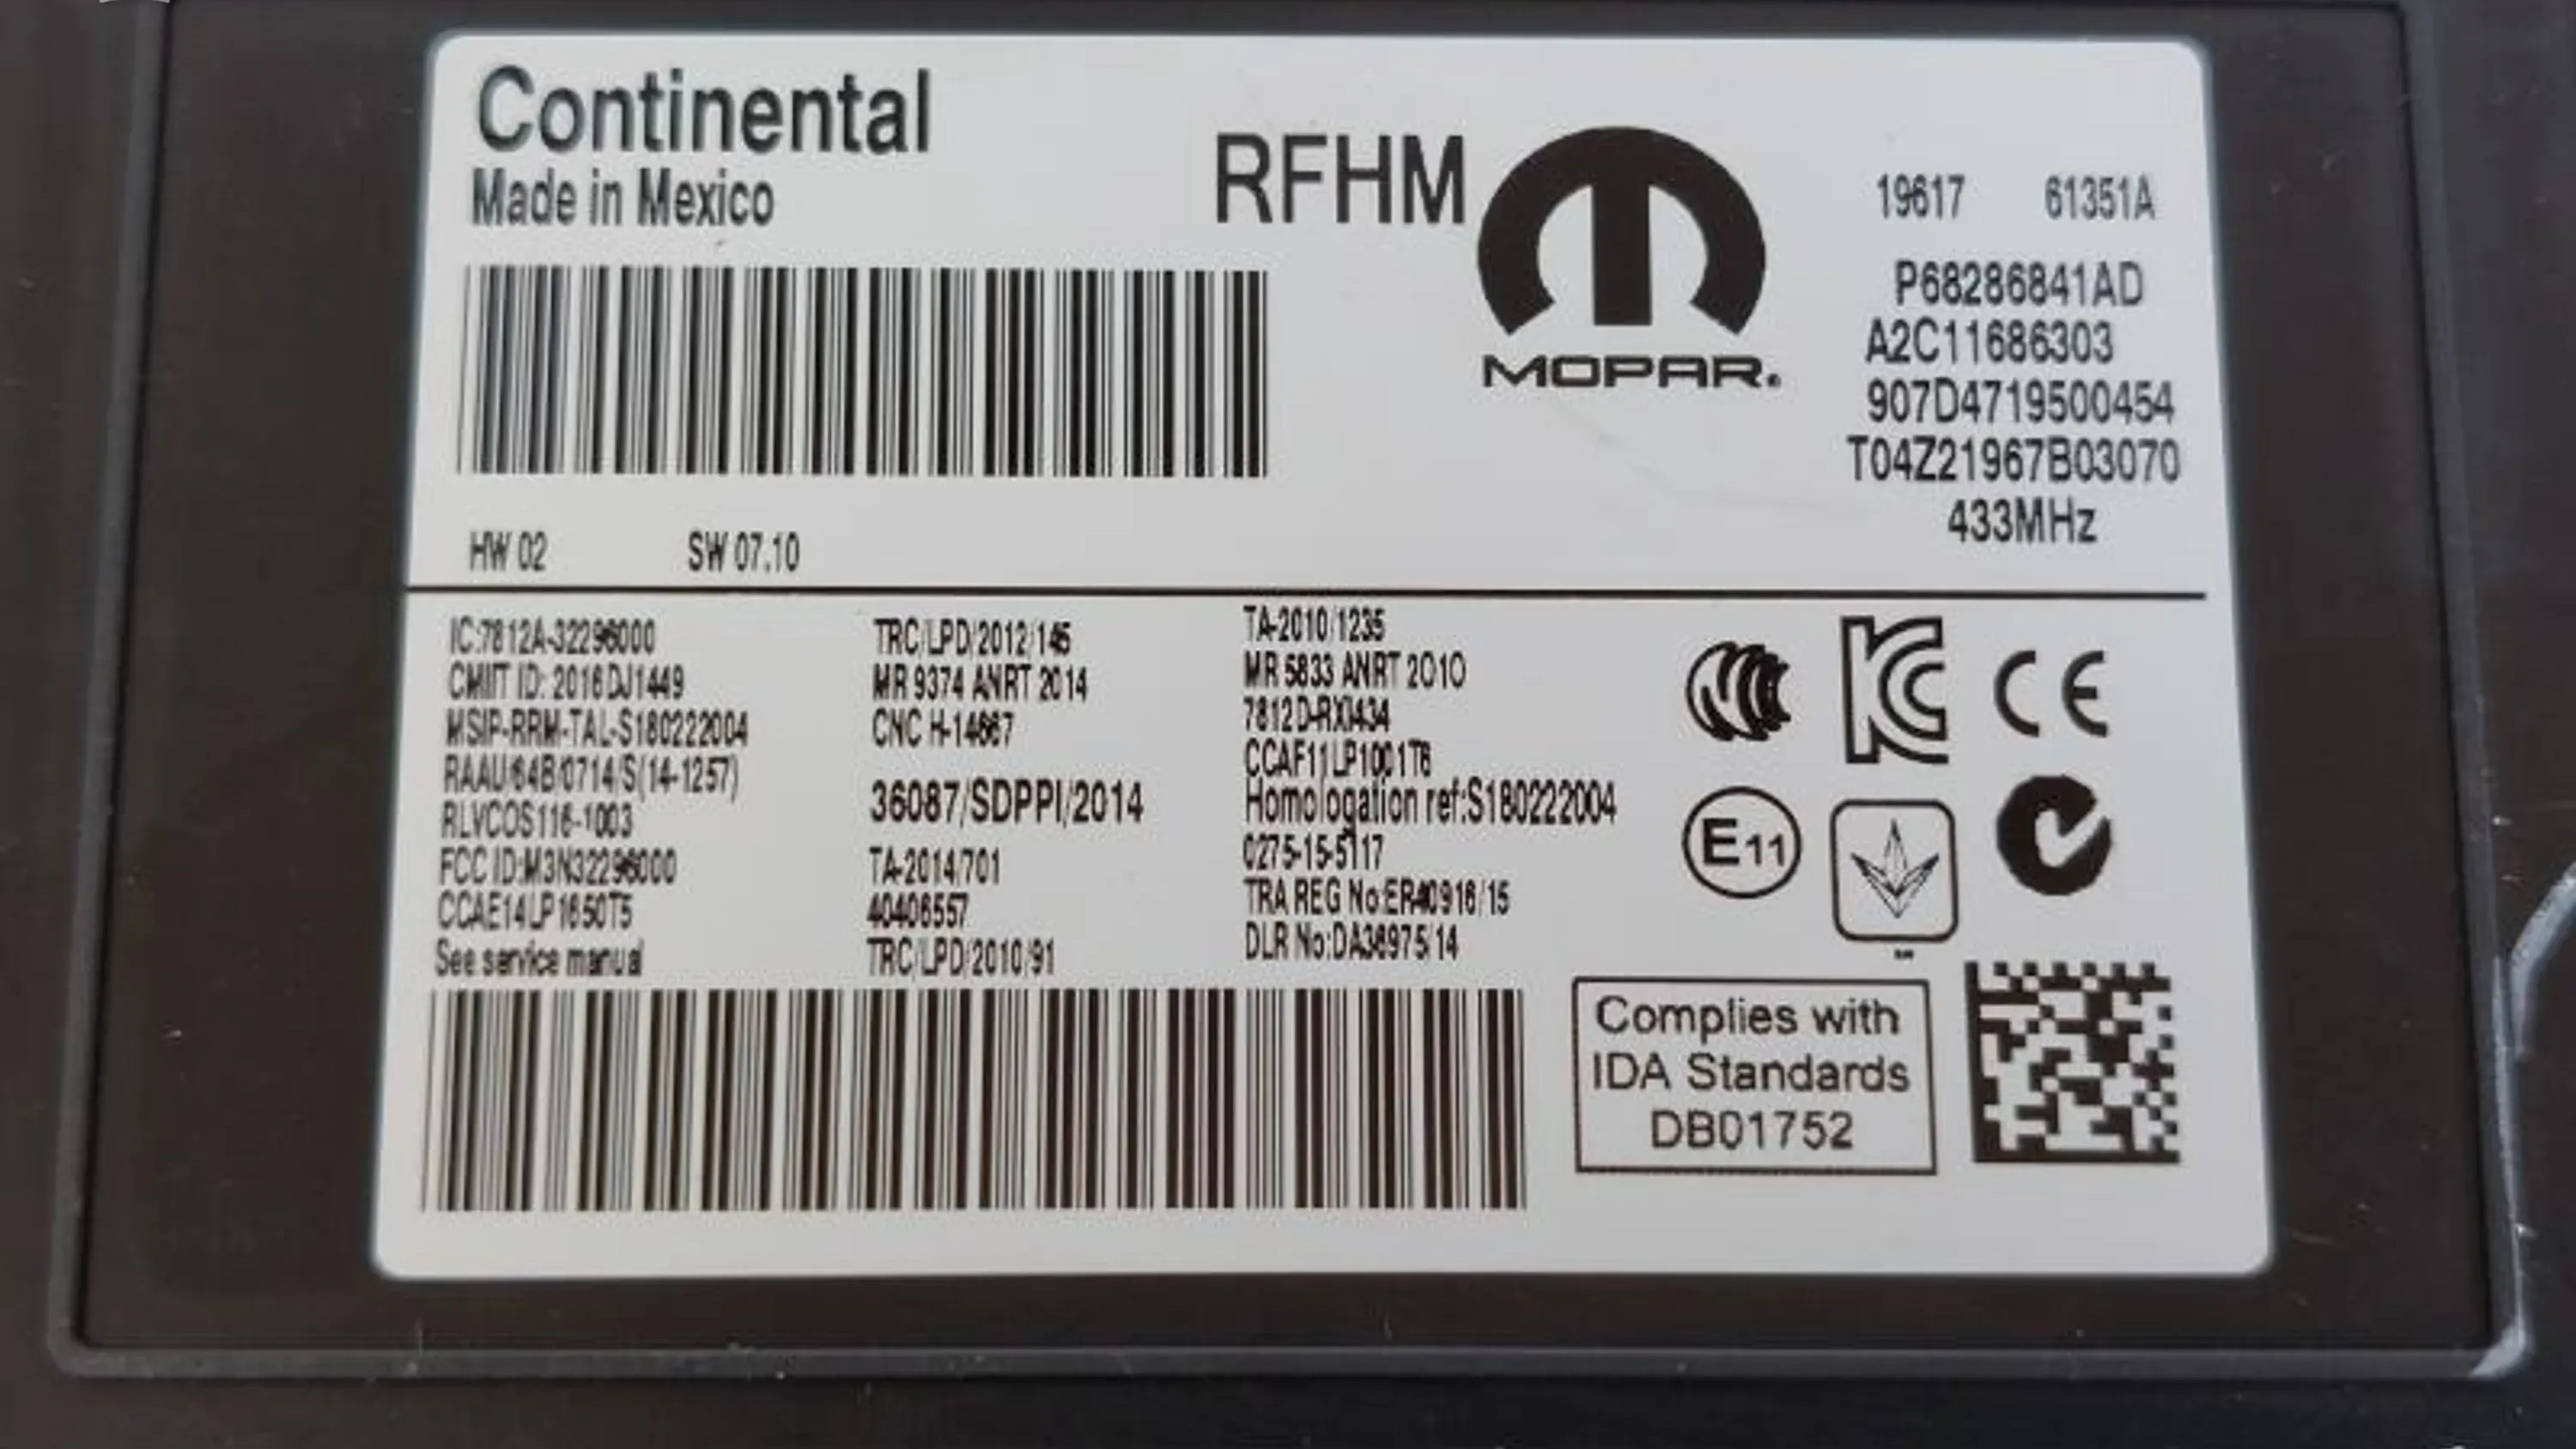 Continental
Made in Mexico
RFHM
MOPAR.
19617 61351A
P68286841AD
A2C11686303
907D4719500454
T04Z21967B03070
433MHz
HW 02 SW 07.10
IC:7812A-32296000
CMIIT ID: 2016DJ1449
MSIP-RRM-TAL-S180222004
RAAU/64B/0714/S(14-1257)
RLVCOS116-1003
FCC ID:M3N32296000
CCAE14LP1650T5
See service manual
TRC/LPD/2012/145
MR 9374 ANRT 2014
CNC H-14667
36087/SDPPI/2014
TA-2014/701
40406557
TRC/LPD/2010/91
TA-2010/1235
MR 5833 ANRT 2010
CCAF11LP1001T6
Homologation ref:S180222004
0275-15-5117
TRA REG No:ER40916/15
DLR No:DA36975/14
CE
E11
Complies with
IDA Standards
DB01752